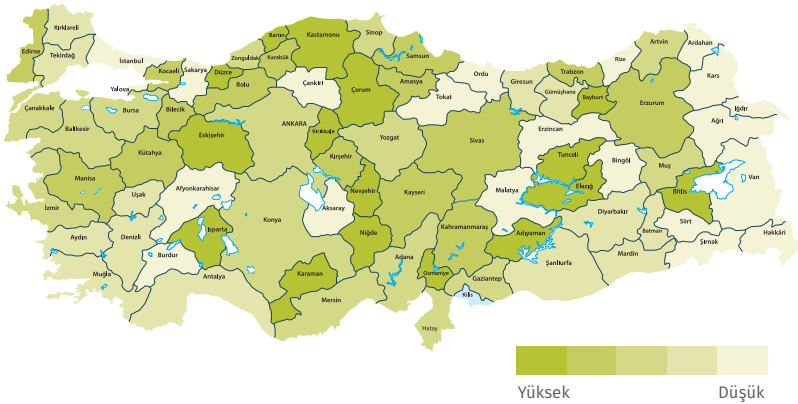 Kırklareli
Edirne
Tekirdağ
İstanbul
Kocaeli
Sakarya
Yalova
Düzce
Zonguldak
Bartın
Karabük
Kastamonu
Sinop
Samsun
Bolu
Çankırı
Çorum
Amasya
Tokat
Ordu
Giresun
Trabzon
Gümüşhane
Rize
Bayburt
Artvin
Ardahan
Kars
Iğdır
Ağrı
Erzurum
Erzincan
Çanakkale
Balıkesir
Bursa
Bilecik
Eskişehir
ANKARA
Kırıkkale
Yozgat
Sivas
Kütahya
Kırşehir
Manisa
Uşak
Afyonkarahisar
İzmir
Aydın
Denizli
Burdur
Isparta
Muğla
Antalya
Konya
Aksaray
Nevşehir
Kayseri
Niğde
Karaman
Mersin
Adana
Osmaniye
Hatay
Kahramanmaraş
Gaziantep
Kilis
Malatya
Adıyaman
Şanlıurfa
Tunceli
Elazığ
Bingöl
Muş
Bitlis
Van
Diyarbakır
Batman
Siirt
Mardin
Şırnak
Hakkâri
Yüksek
Düşük